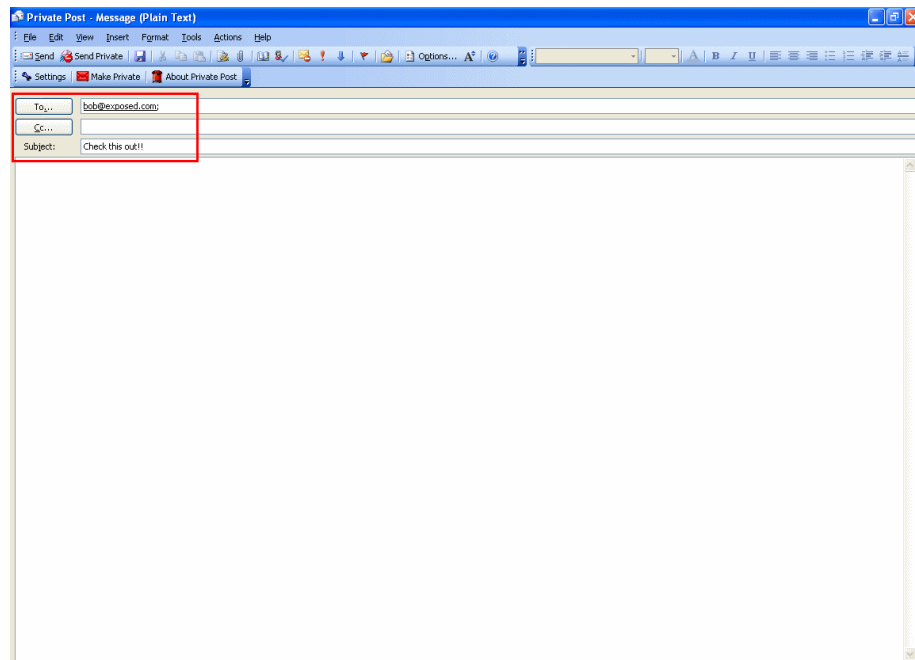 Private Post - Message (Plain Text)
File Edit View Insert Format Tools Actions Help
Send Send Private Options...
Settings Make Private About Private Post
To... bob@exposed.com;
Cc...
Subject: Check this out!!